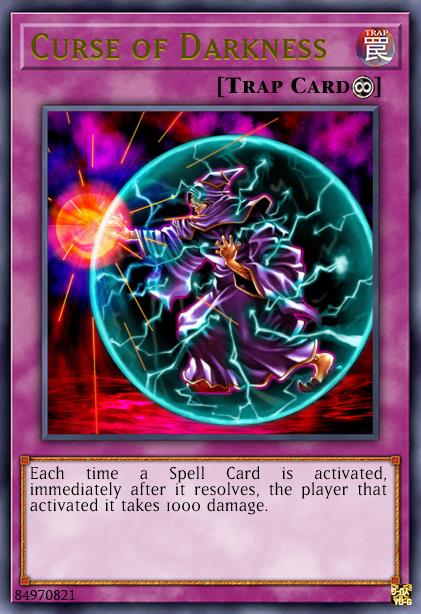 CURSE OF DARKNESS
TRAP
罠
[TRAP CARD]
Each time a Spell Card is activated,
immediately after it resolves, the player that
activated it takes 1000 damage.
84970821